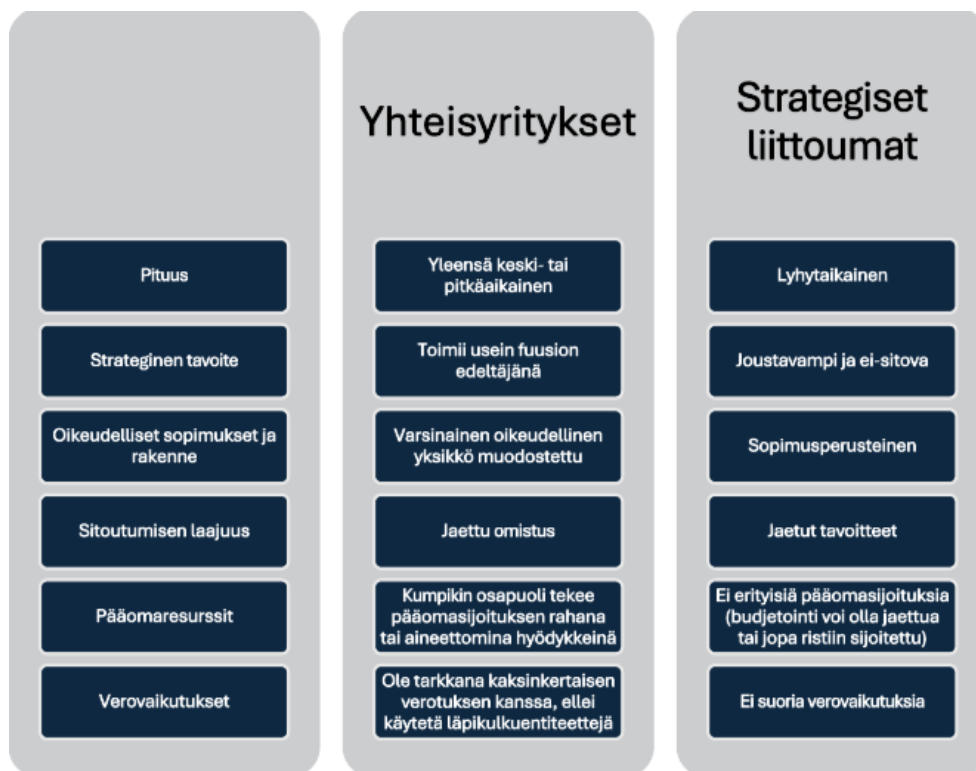 Yhteisyritykset
Strategiset
liittoumat
Pituus
Yleensä keski- tai
pitkäaikainen
Lyhytaikainen
Strateginen tavoite
Toimii usein fuusion
edeltäjänä
Joustavampi ja ei-sitova
Oikeudelliset sopimukset ja
rakenne
Varsinainen oikeudellinen
yksikkö muodostettu
Sopimusperusteinen
Sitoutumisen laajuus
Jaettu omistus
Jaetut tavoitteet
Pääomaresurssit
Kumpikin osapuoli tekee
pääomasijoituksen rahana
tai aineettomina hyödykkeinä
Ei erityisiä pääomasijoituksia
(budjetointi voi olla jaettua
tai jopa ristiin sijoitettu)
Verovaikutukset
Ole tarkkana kaksinkertaisen
verotuksen kanssa, ellei
käytetä läpikulkuentiteettejä
Ei suoria verovaikutuksia